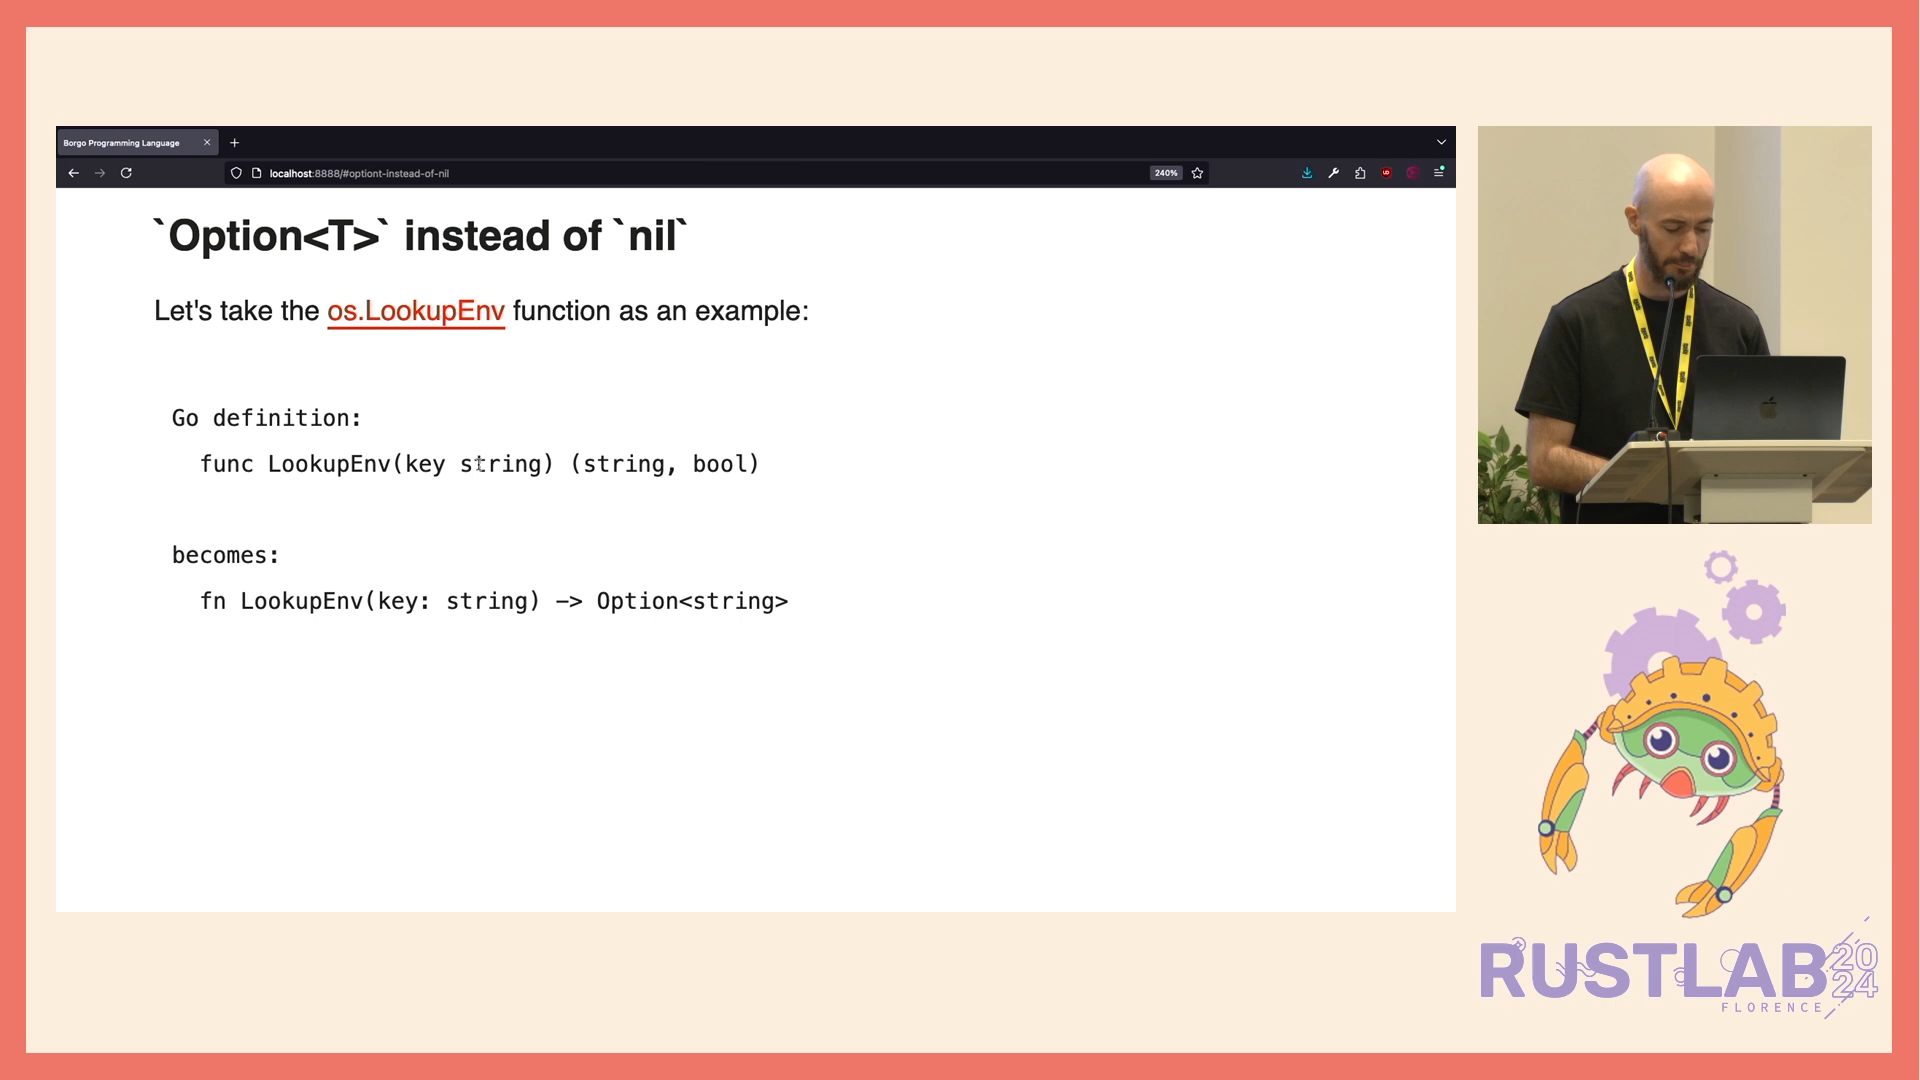 Borgo Programming Language
localhost:8888/#optiont-instead-of-nil
240%
`Option<T>` instead of `nil`
Let's take the os.LookupEnv function as an example:
Go definition:
func LookupEnv(key string) (string, bool)
becomes:
fn LookupEnv(key: string) -> Option<string>
RUSTLAB 2024
FLORENCE